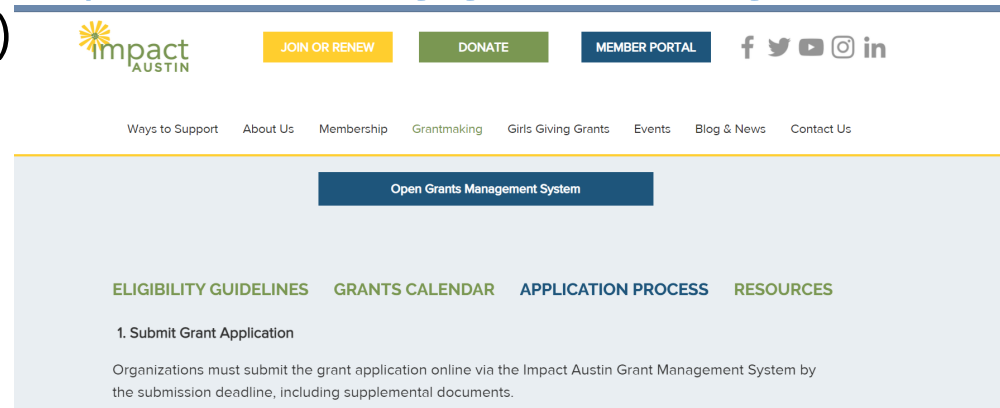 )
impact
AUSTIN
JOIN OR RENEW
DONATE
MEMBER PORTAL
Ways to Support About Us Membership Grantmaking Girls Giving Grants Events Blog & News Contact Us
Open Grants Management System
ELIGIBILITY GUIDELINES GRANTS CALENDAR APPLICATION PROCESS RESOURCES
1. Submit Grant Application
Organizations must submit the grant application online via the Impact Austin Grant Management System by
the submission deadline, including supplemental documents.